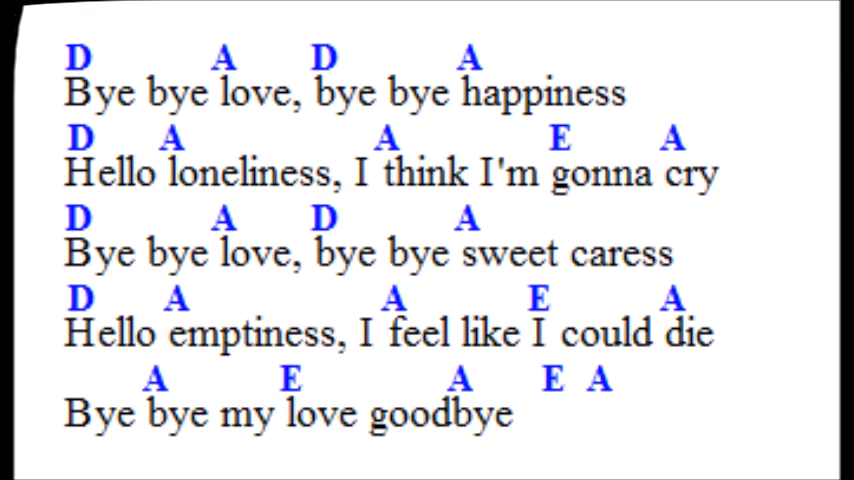 D A D A
Bye bye love, bye bye happiness
D A A E A
Hello loneliness, I think I'm gonna cry
D A D A
Bye bye love, bye bye sweet caress
D A A E A
Hello emptiness, I feel like I could die
A E A E A
Bye bye my love goodbye